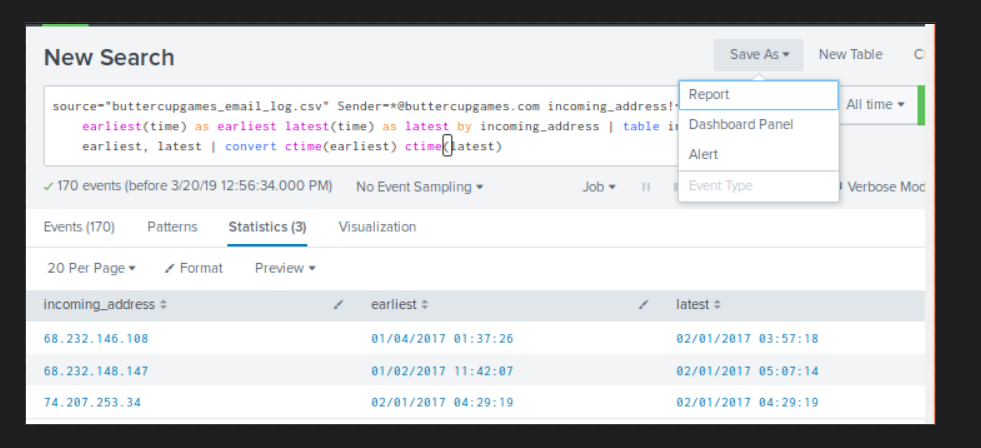 New Search
Save As
New Table
source="buttercupgames_email_log.csv" Sender=*@buttercupgames.com incoming_address!
earliest(time) as earliest latest(time) as latest by incoming_address | table
earliest, latest | convert ctime(earliest) ctime(latest)
All time
Report
Dashboard Panel
Alert
Event Type
170 events (before 3/20/19 12:56:34.000 PM)
No Event Sampling
Job
Verbose
Events (170)
Patterns
Statistics (3)
Visualization
20 Per Page
Format
Preview
incoming_address
earliest
latest
68.232.146.108 01/04/2017 01:37:26 02/01/2017 03:57:18
68.232.148.147 01/02/2017 11:42:07 02/01/2017 05:07:14
74.207.253.34 02/01/2017 04:29:19 02/01/2017 04:29:19